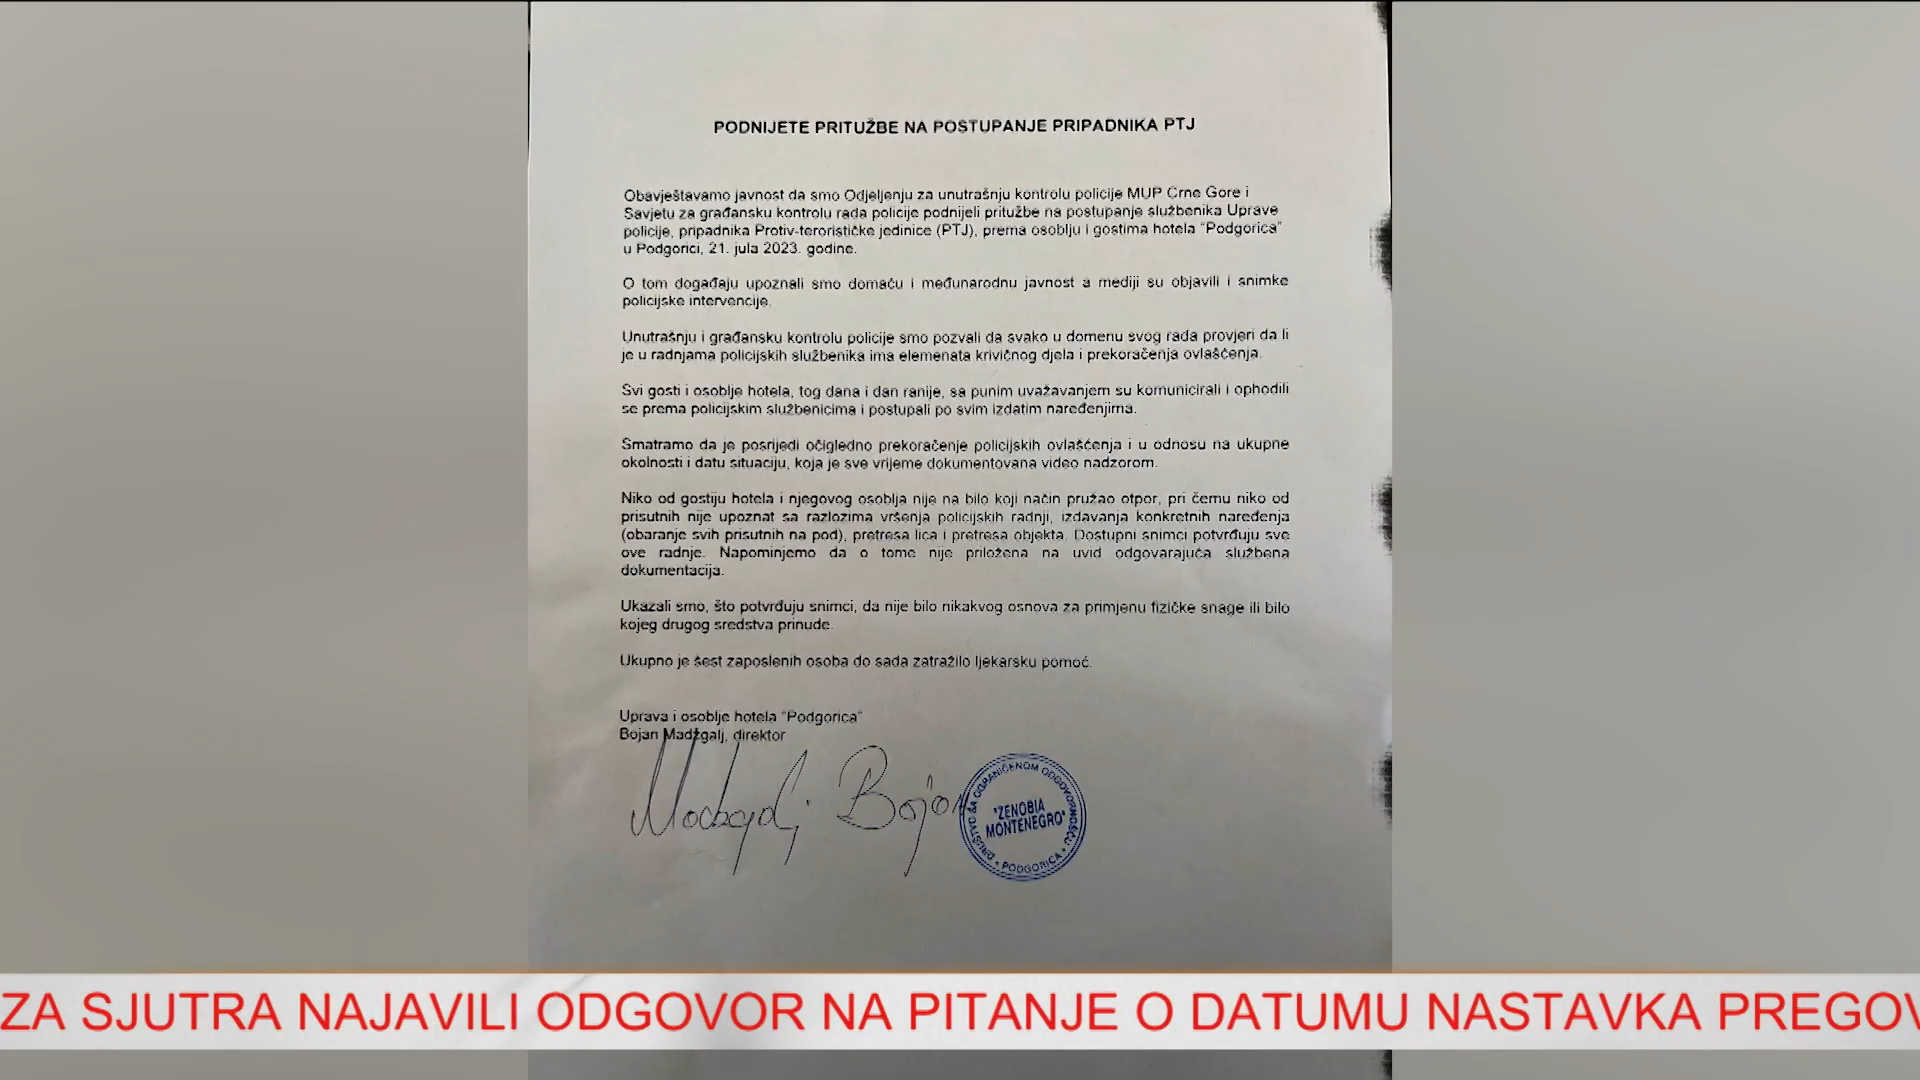 PODNIJETE PRITUŽBE NA POSTUPANJE PRIPADNIKA PTJ
Obavještavamo javnost da smo Odjeljenju za unutrašnju kontrolu policije MUP Crne Gore i
Savjetu za građansku kontrolu rada policije podnijeli pritužbe na postupanje službenika Uprave
policije, pripadnika Protiv-terorističke jedinice (PTJ), prema osoblju i gostima hotela "Podgorica"
u Podgorici, 21. jula 2023. godine.
O tom događaju upoznali smo domaću i međunarodnu javnost a mediji su objavili i snimke
policijske intervencije.
Unutrašnju i građansku kontrolu policije smo pozvali da svako u domenu svog rada provjeri da li
je u radnjama policijskih službenika ima elemenata krivičnog djela i prekoračenja ovlašćenja.
Svi gosti i osoblje hotela, tog dana i dan ranije, sa punim uvažavanjem su komunicirali i ophodili
se prema policijskim službenicima i postupali po svim izdatim naređenjima.
Smatramo da je posrijedi očigledno prekoračenje policijskih ovlašćenja i u odnosu na ukupne
okolnosti i datu situaciju, koja je sve vrijeme dokumentovana video nadzorom.
Niko od gostiju hotela i njegovog osoblja nije na bilo koji način pružao otpor, pri čemu niko od
prisutnih nije upoznat sa razlozima vršenja policijskih radnji, izdavanja konkretnih naređenja
(obaranje svih prisutnih na pod), pretresa lica i pretresa objekta. Dostupni snimci potvrđuju sve
ove radnje. Napominjemo da o tome nije priložena na uvid odgovarajuća službena
dokumentacija.
Ukazali smo, što potvrđuju snimci, da nije bilo nikakvog osnova za primjenu fizičke snage ili bilo
kojeg drugog sredstva prinude.
Ukupno je šest zaposlenih osoba do sada zatražilo ljekarsku pomoć.
Uprava i osoblje hotela "Podgorica"
Bojan Madžgalj, direktor
Madzgalj Bojan
DRUŠTVO SA OGRANIČENOM ODGOVORNOŠĆU
"ZENOBIA
MONTENEGRO"
PODGORICA
ZA SJUTRA NAJAVILI ODGOVOR NA PITANJE O DATUMU NASTAVKA PREGOV